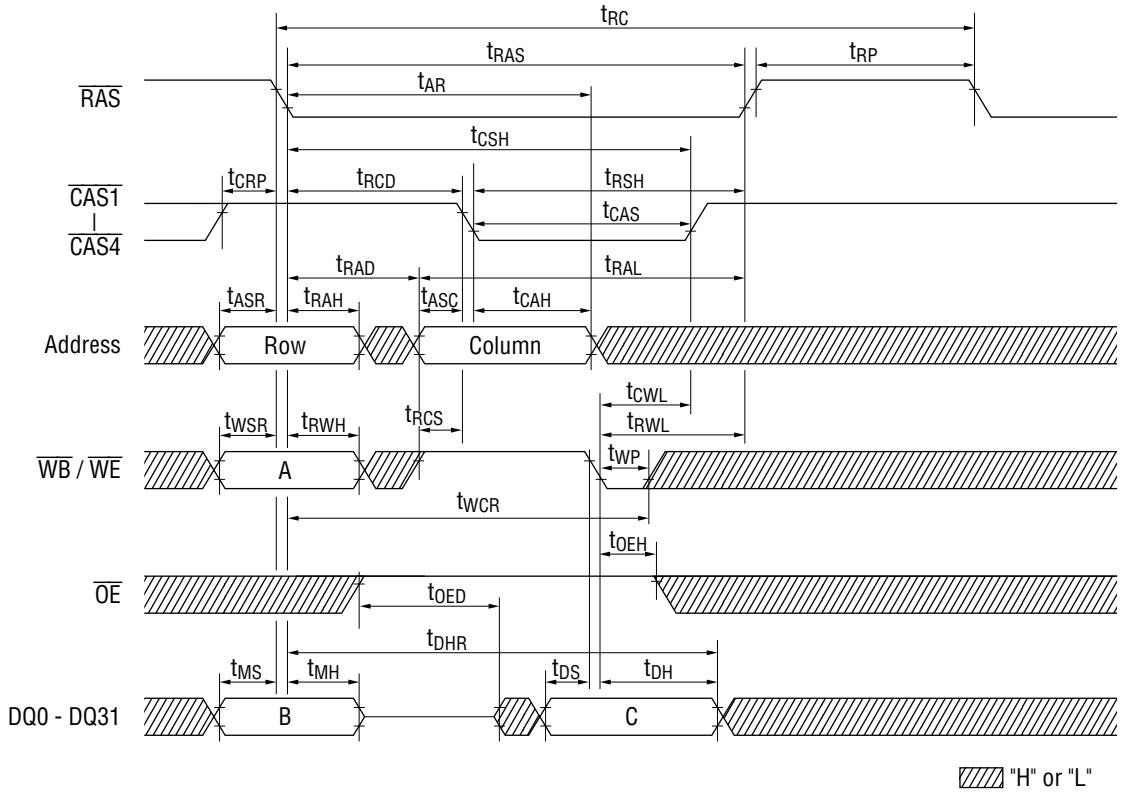 tRC
tRAS
tRP
tAR
RAS
tCSH
tCRP
tRCD
tRSH
CAS1
|
CAS4
tCAS
tRAD
tRAL
tASR
tRAH
tASC
tCAH
Address
Row
Column
tCWL
tWSR
tRWH
tRCS
tRWL
tWP
WB / WE
A
tWCR
tOEH
OE
tOED
tDHR
tMS
tMH
tDS
tDH
DQ0 - DQ31
B
C
"H" or "L"